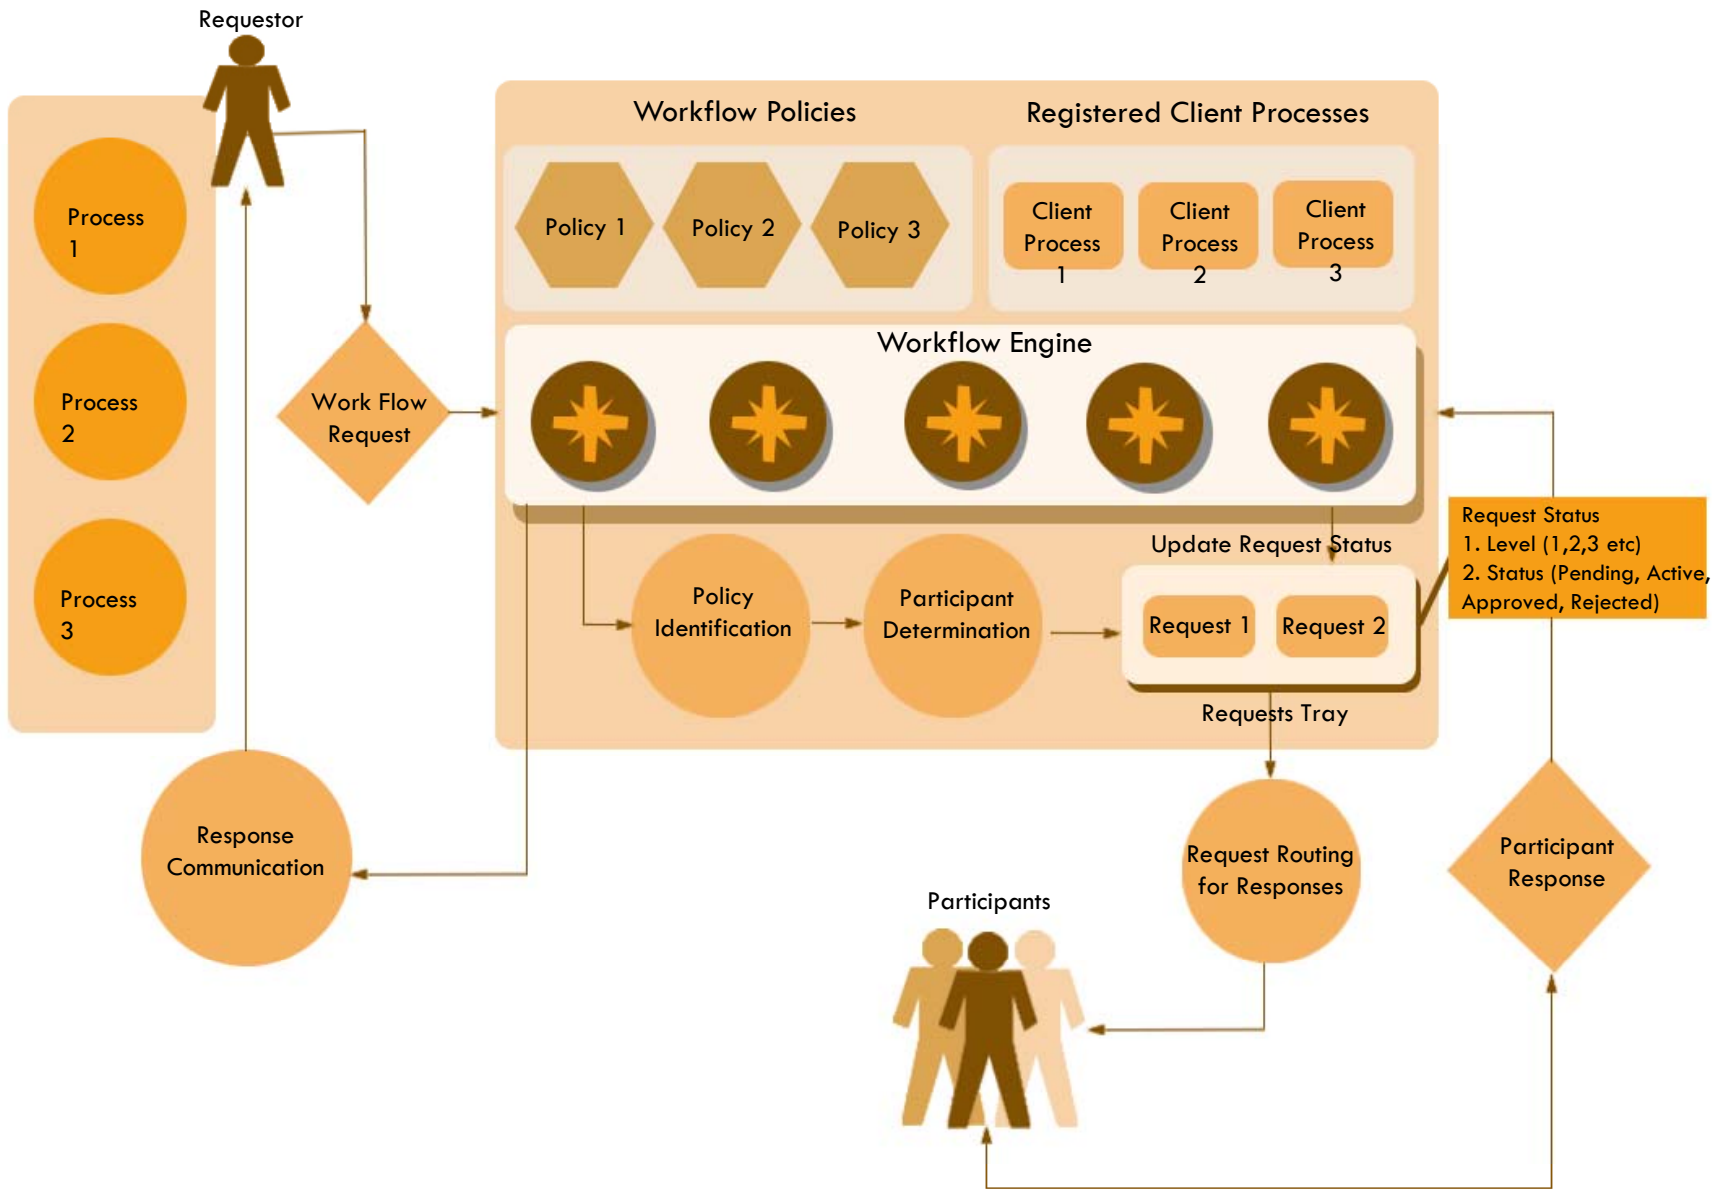 Requestor
Process
1
Process
2
Process
3
Work Flow
Request
Workflow Policies
Policy 1
Policy 2
Policy 3
Registered Client Processes
Client
Process
1
Client
Process
2
Client
Process
3
Workflow Engine
Policy
Identification
Participant
Determination
Update Request Status
Request 1
Request 2
Requests Tray
Request Status
1. Level (1,2,3 etc)
2. Status (Pending, Active,
Approved, Rejected)
Response
Communication
Request Routing
for Responses
Participant
Response
Participants